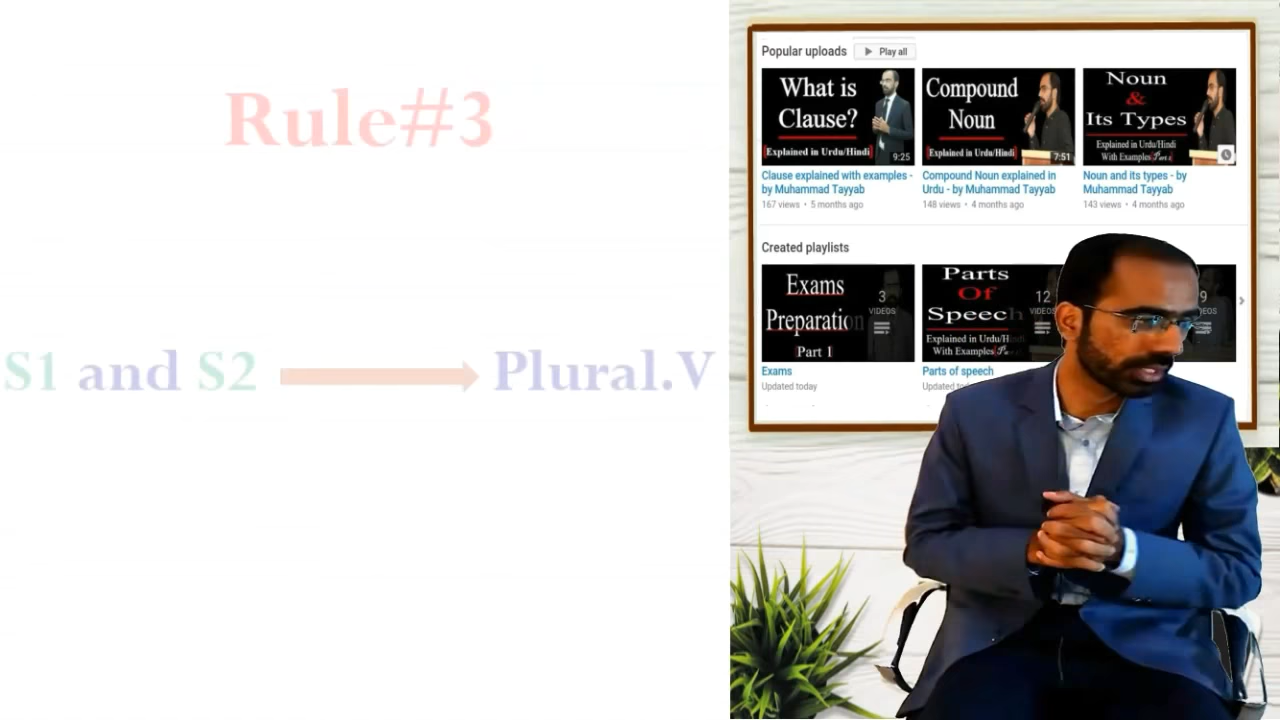 Rule#3
S1 and S2 Plural.V
Popular uploads Play all
What is
Clause?
[Explained in Urdu/Hindi]
9:25
Clause explained with examples -
by Muhammad Tayyab
167 views • 5 months ago
Compound
Noun
[Explained in Urdu/Hindi]
7:51
Compound Noun explained in
Urdu - by Muhammad Tayyab
148 views • 4 months ago
Noun
&
Its Types
Explained in Urdu/Hindi
With Examples
Noun and its types - by
Muhammad Tayyab
143 views • 4 months ago
Created playlists
Exams
Preparation
Part 1
3
VIDEOS
Exams
Updated today
Parts
Of
Speech
Explained in Urdu/Hindi
With Examples
12
VIDEOS
Parts of speech
Updated
9
VIDEOS